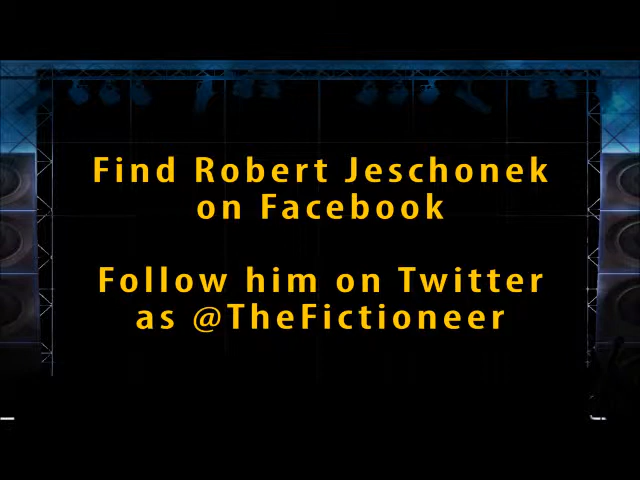 Find Robert Jeschonek
on Facebook
Follow him on Twitter
as @TheFictioneer